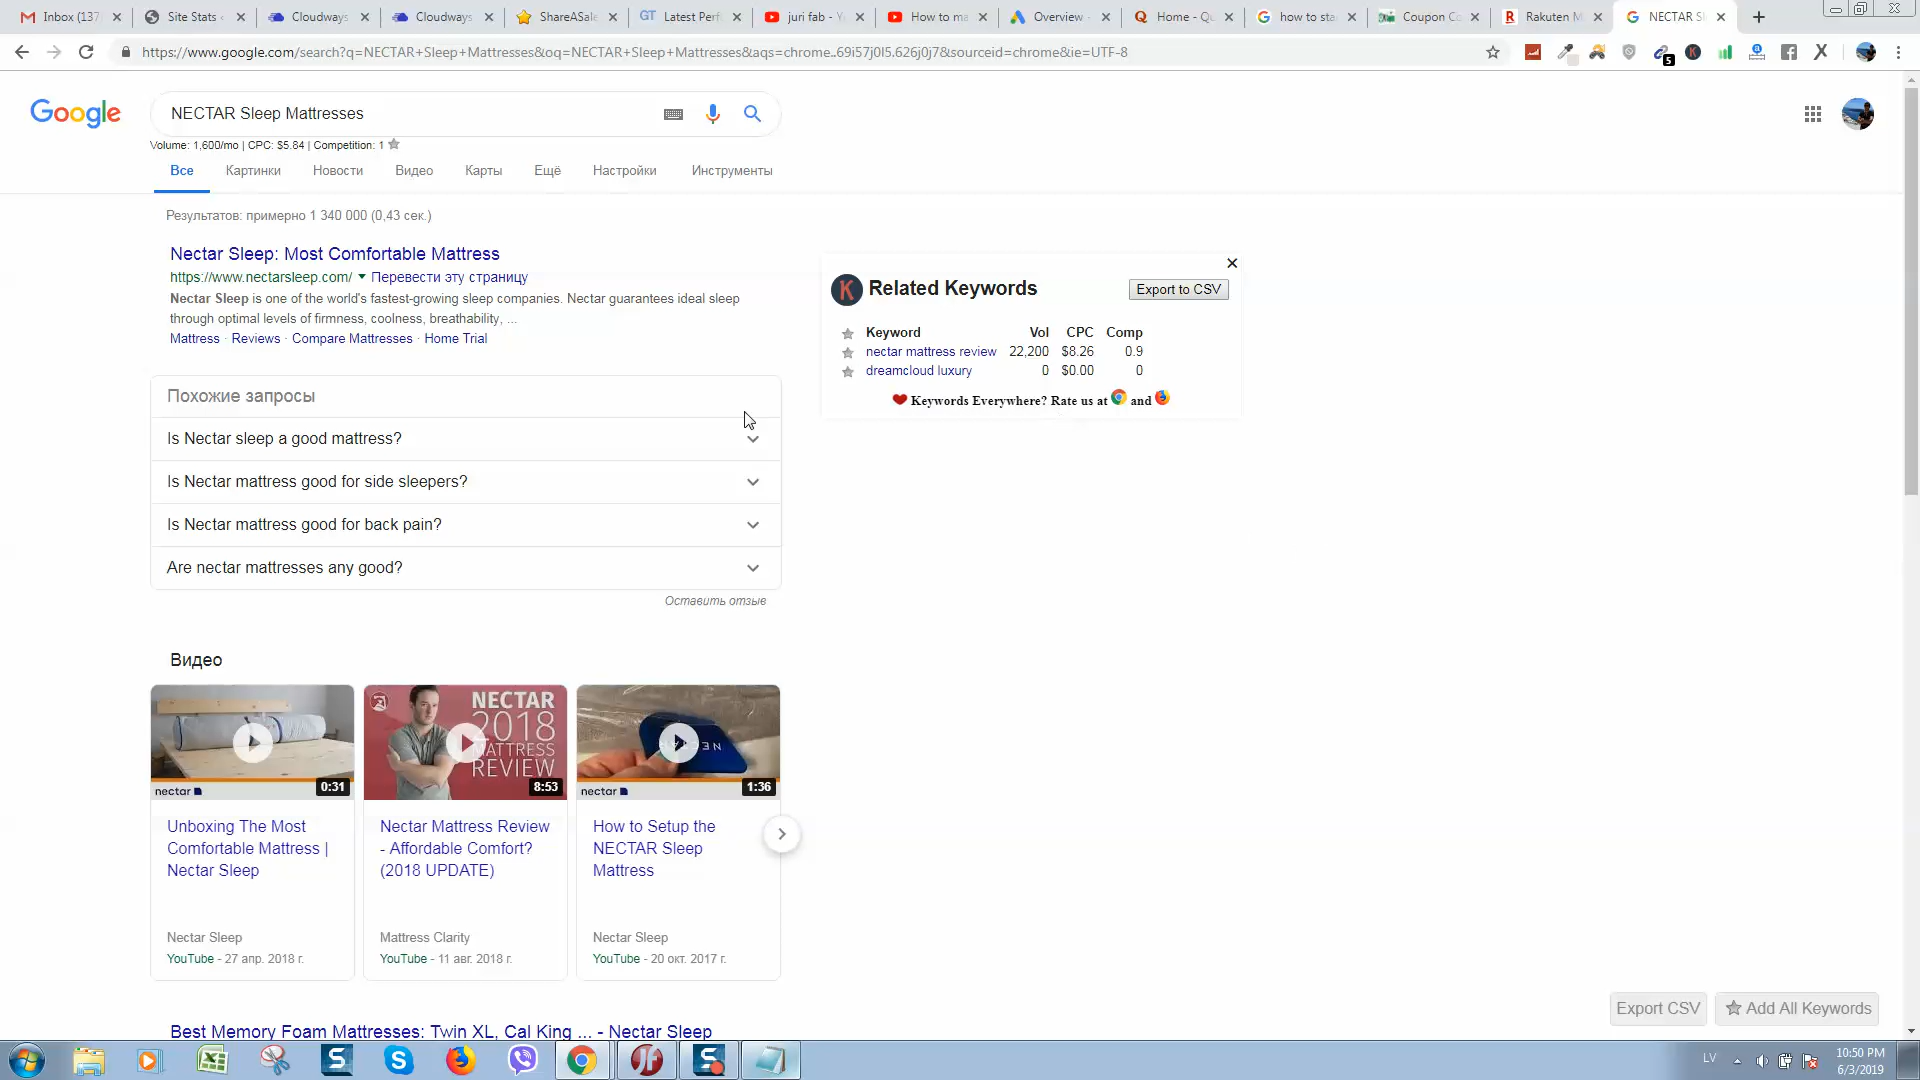 Inbox (137
Site Stats ‹
Cloudways
Cloudways
ShareASale
GT Latest Perf
juri fab - Yo
How to ma
Overview -
Home - Qu
how to star
Coupon Co
Rakuten M
NECTAR Sl
https://www.google.com/search?q=NECTAR+Sleep+Mattresses&oq=NECTAR+Sleep+Mattresses&aqs=chrome..69i57j0l5.626j0j7&sourceid=chrome&ie=UTF-8
5
Google
NECTAR Sleep Mattresses
Volume: 1,600/mo | CPC: $5.84 | Competition: 1
Все
Картинки
Новости
Видео
Карты
Ещё
Настройки
Инструменты
Результатов: примерно 1 340 000 (0,43 сек.)
Nectar Sleep: Most Comfortable Mattress
https://www.nectarsleep.com/ Перевести эту страницу
Nectar Sleep is one of the world's fastest-growing sleep companies. Nectar guarantees ideal sleep
through optimal levels of firmness, coolness, breathability, ...
Mattress · Reviews · Compare Mattresses · Home Trial
Похожие запросы
Is Nectar sleep a good mattress?
Is Nectar mattress good for side sleepers?
Is Nectar mattress good for back pain?
Are nectar mattresses any good?
Оставить отзыв
K Related Keywords
Export to CSV
Keyword Vol CPC Comp
nectar mattress review 22,200 $8.26 0.9
dreamcloud luxury 0 $0.00 0
Keywords Everywhere? Rate us at and
Видео
nectar
0:31
Unboxing The Most
Comfortable Mattress |
Nectar Sleep
Nectar Sleep
YouTube - 27 апр. 2018 г.
NECTAR
2018
MATTRESS
REVIEW
8:53
Nectar Mattress Review
- Affordable Comfort?
(2018 UPDATE)
Mattress Clarity
YouTube - 11 авг. 2018 г.
nectar
1:36
How to Setup the
NECTAR Sleep
Mattress
Nectar Sleep
YouTube - 20 окт. 2017 г.
Best Memory Foam Mattresses: Twin XL, Cal King ... - Nectar Sleep
Export CSV
Add All Keywords
LV
10:50 PM
6/3/2019